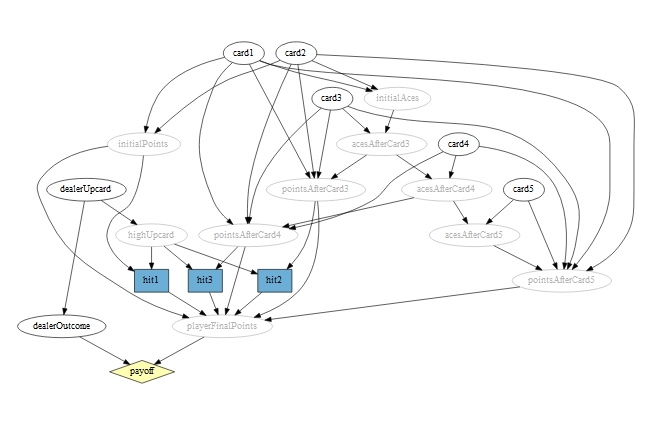 card1
card2
card3
initialAces
initialPoints
acesAfterCard3
card4
dealerUpcard
pointsAfterCard3
acesAfterCard4
card5
highUpcard
pointsAfterCard4
acesAfterCard5
hit1
hit3
hit2
pointsAfterCard5
dealerOutcome
playerFinalPoints
payoff